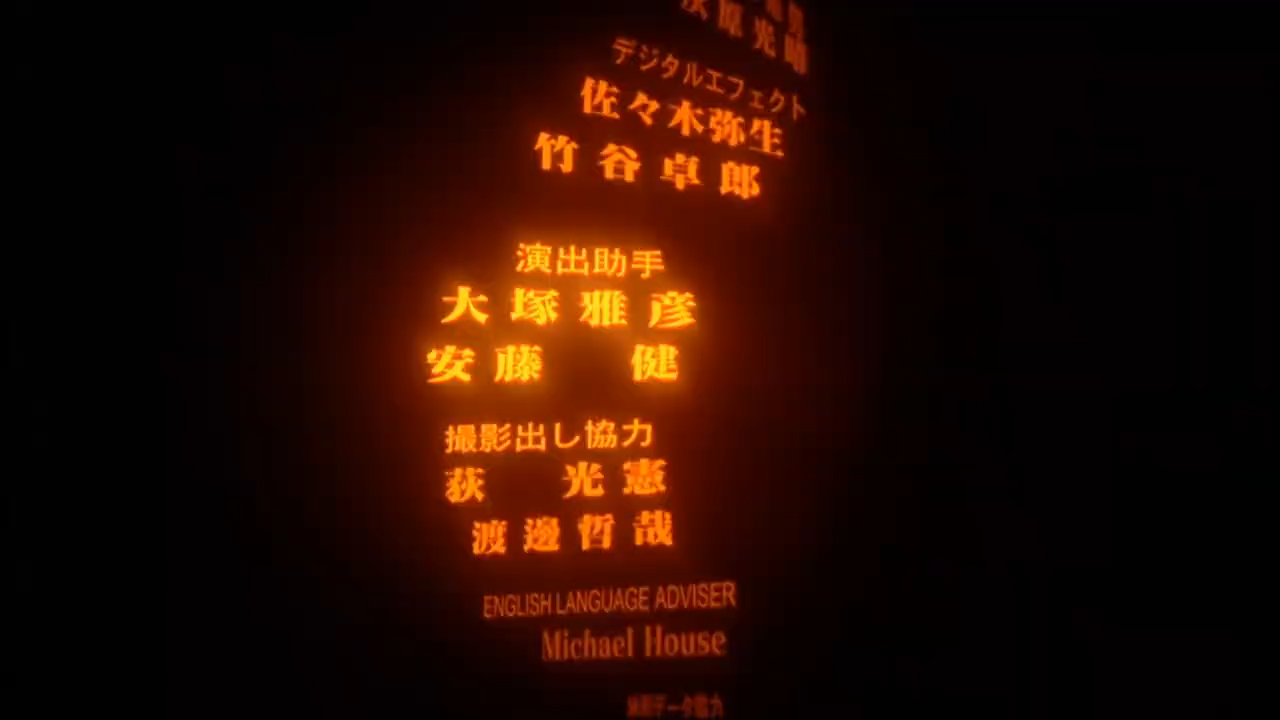 デジタルエフェクト
佐々木弥生
竹谷卓郎
演出助手
大塚雅彦
安藤 健
撮影出し協力
荻 光憲
渡邊哲哉
ENGLISH LANGUAGE ADVISER
Michael House